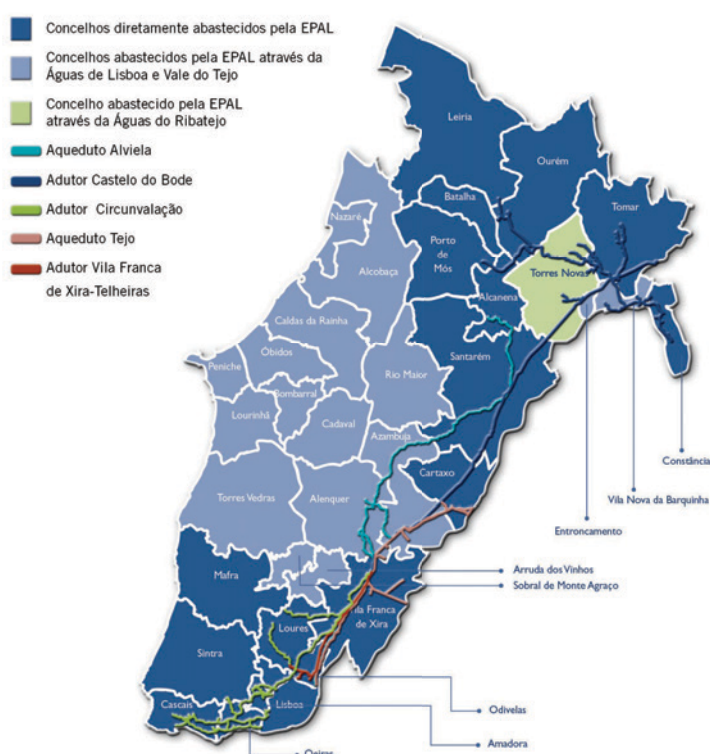 Concelhos diretamente abastecidos pela EPAL
Concelhos abastecidos pela EPAL através da
Águas de Lisboa e Vale do Tejo
Concelho abastecido pela EPAL
através da Águas do Ribatejo
Aqueduto Alviela
Adutor Castelo do Bode
Adutor Circunvalação
Aqueduto Tejo
Adutor Vila Franca
de Xira-Telheiras
Leiria
Ourém
Batalha
Tomar
Nazaré
Porto
de
Mós
Alcobaça
Torres Novas
Alcanena
Caldas da Rainha
Santarém
Óbidos
Peniche
Rio Maior
Bombarral
Lourinhã
Cadaval
Azambuja
Cartaxo
Constância
Torres Vedras
Alenquer
Vila Nova da Barquinha
Entroncamento
Arruda dos Vinhos
Sobral de Monte Agraço
Mafra
Vila Franca
de Xira
Loures
Sintra
Cascais
Lisboa
Odivelas
Amadora
Oeiras